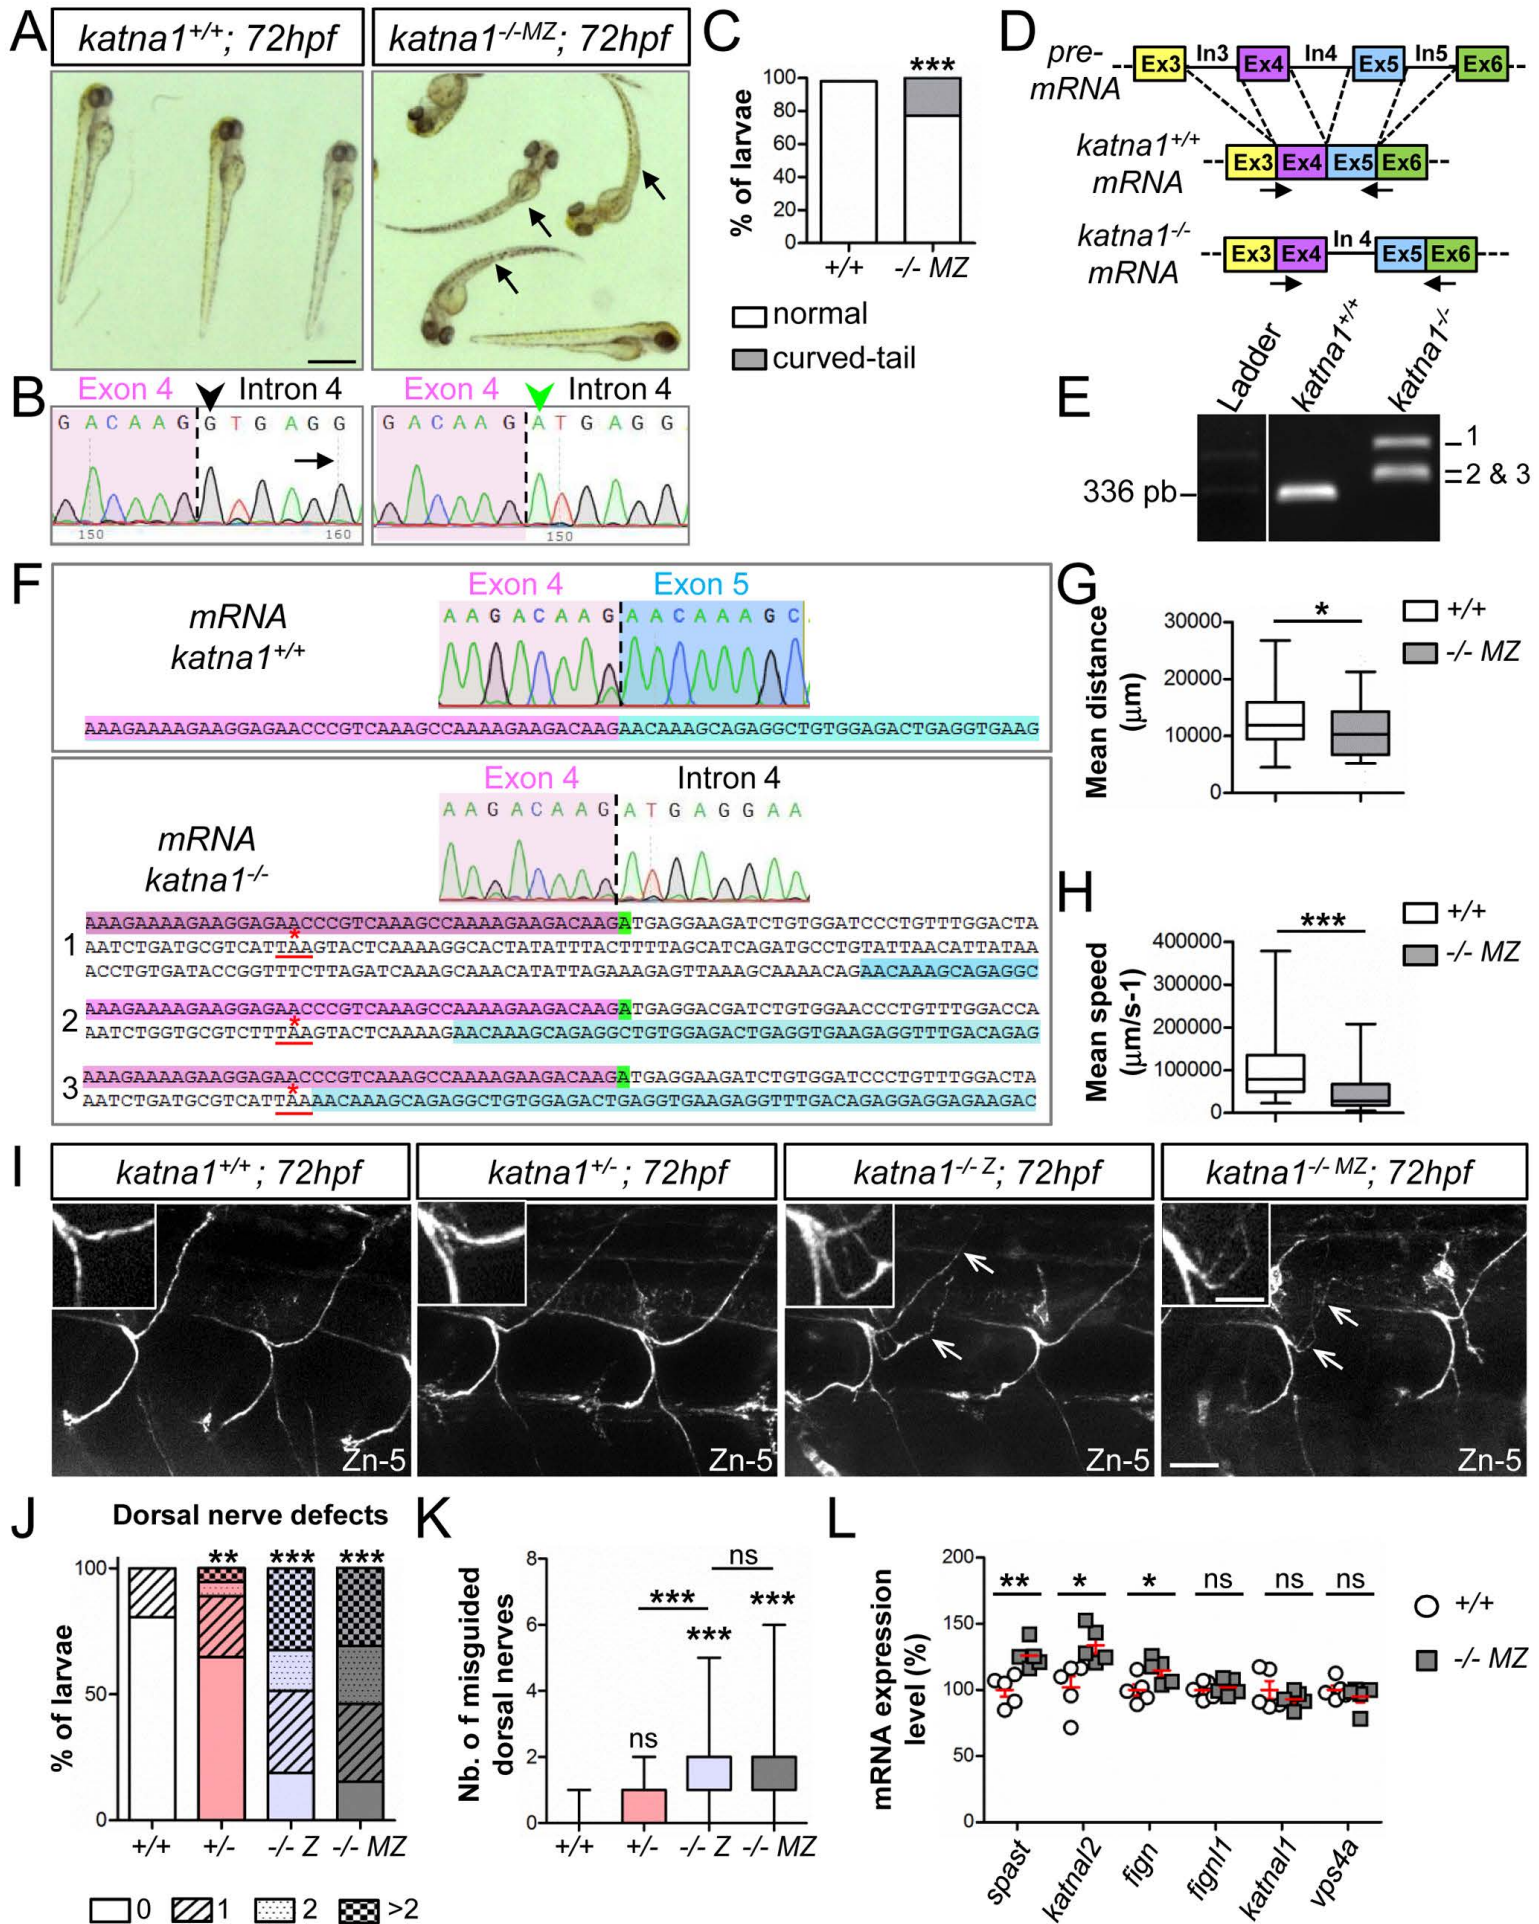 A
katna1+/+; 72hpf
katna1-/-MZ; 72hpf
B
Exon 4
Intron 4
G A C A A G G T G A G G
150
160
Exon 4
Intron 4
G A C A A G A T G A G G
150
C
***
% of larvae
100
80
60
40
20
0
+/+
-/- MZ
normal
curved-tail
D
pre-
mRNA
Ex3
In3
Ex4
In4
Ex5
In5
Ex6
katna1+/+
mRNA
Ex3
Ex4
Ex5
Ex6
katna1-/-
mRNA
Ex3
Ex4
In 4
Ex5
Ex6
E
Ladder
katna1+/+
katna1-/-
336 pb
1
2 & 3
F
mRNA
katna1+/+
Exon 4
Exon 5
A A G A C A A G A A C A A A G C
AAAGAAAAGAAGGAGAACCCGTCAAAGCCAAAAGAAGACAAGAACAAAGCAGAGGCTGTGGAGACTGAGGTGAAG
mRNA
katna1-/-
Exon 4
Intron 4
A A G A C A A G A T G A G G A A
1
AAAGAAAAGAAGGAGAACCCGTCAAAGCCAAAAGAAGACAAGATGAGGAAGATCTGTGGATCCCTGTTTGGACTA
*
AATCTGATGCGTCATTAAGTACTCAAAAGGCACTATATTTACTTTTAGCATCAGATGCCTGTATTAACATTATAA
ACCTGTGATACCGGTTTCTTAGATCAAAGCAAACATATTAGAAAGAGTTAAAGCAAAACAGAACAAAGCAGAGGC
2
AAAGAAAAGAAGGAGAACCCGTCAAAGCCAAAAGAAGACAAGATGAGGACGATCTGTGGAACCCTGTTTGGACCA
*
AATCTGGTGCGTCTTTAAGTACTCAAAAGAACAAAGCAGAGGCTGTGGAGACTGAGGTGAAGAGGTTTGACAGAG
3
AAAGAAAAGAAGGAGAACCCGTCAAAGCCAAAAGAAGACAAGATGAGGAAGATCTGTGGATCCCTGTTTGGACTA
*
AATCTGATGCGTCATTAAAACAAAGCAGAGGCTGTGGAGACTGAGGTGAAGAGGTTTGACAGAGGAGGAGAAGAC
G
Mean distance
(µm)
30000
20000
10000
0
*
+/+
-/- MZ
H
Mean speed
(µm/s-1)
400000
300000
200000
100000
0
***
+/+
-/- MZ
I
katna1+/+; 72hpf
katna1+/-; 72hpf
katna1-/- Z; 72hpf
katna1-/- MZ; 72hpf
Zn-5
Zn-5
Zn-5
Zn-5
J
Dorsal nerve defects
% of larvae
100
50
0
**
***
***
+/+
+/-
-/- Z
-/- MZ
0
1
2
>2
K
Nb. o f misguided
dorsal nerves
8
6
4
2
0
ns
***
***
ns
***
+/+
+/-
-/- Z
-/- MZ
L
mRNA expression
level (%)
200
150
100
50
0
**
*
*
ns
ns
ns
+/+
-/- MZ
spast
katnal2
fign
fignl1
katnal1
vps4a